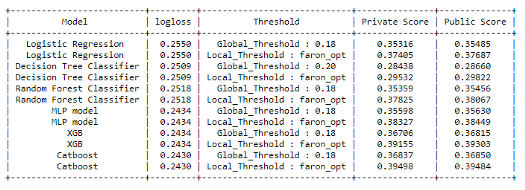 Model | logloss | Threshold | Private Score | Public Score
Logistic Regression | 0.2550 | Global_Threshold : 0.18 | 0.35316 | 0.35485
Logistic Regression | 0.2550 | Local_Threshold : faron_opt | 0.37405 | 0.37687
Decision Tree Classifier | 0.2509 | Global_Threshold : 0.20 | 0.28438 | 0.28660
Decision Tree Classifier | 0.2509 | Local_Threshold : faron_opt | 0.29532 | 0.29822
Random Forest Classifier | 0.2518 | Global_Threshold : 0.18 | 0.35359 | 0.35456
Random Forest Classifier | 0.2518 | Local_Threshold : faron_opt | 0.37825 | 0.38067
MLP model | 0.2434 | Global_Threshold : 0.18 | 0.35598 | 0.35630
MLP model | 0.2434 | Local_Threshold : faron_opt | 0.38327 | 0.38449
XGB | 0.2434 | Global_Threshold : 0.18 | 0.36706 | 0.36815
XGB | 0.2434 | Local_Threshold : faron_opt | 0.39155 | 0.39303
Catboost | 0.2430 | Global_Threshold : 0.18 | 0.36837 | 0.36850
Catboost | 0.2430 | Local_Threshold : faron_opt | 0.39498 | 0.39484